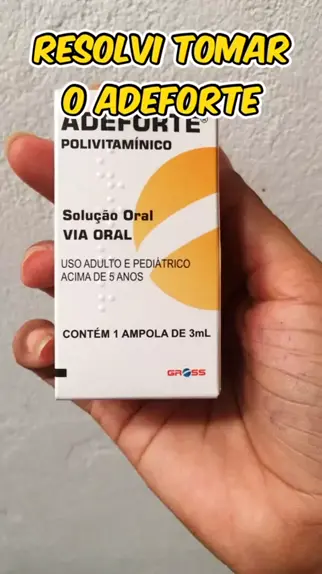 RESOLVI TOMAR
O ADEFORTE
ADEFORTE®
POLIVITAMÍNICO
Solução Oral
VIA ORAL
USO ADULTO E PEDIÁTRICO
ACIMA DE 5 ANOS
CONTÉM 1 AMPOLA DE 3mL
GROSS